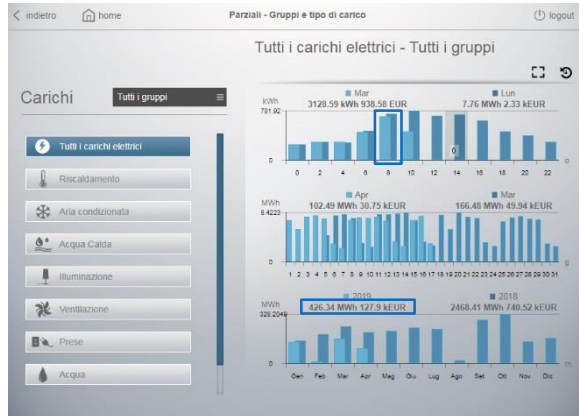 indietro home Parziali - Gruppi e tipo di carico logout
Tutti i carichi elettrici - Tutti i gruppi
Carichi Tutti i gruppi
Tutti i carichi elettrici
Riscaldamento
Aria condizionata
Acqua Calda
Illuminazione
Ventilazione
Prese
Acqua
kWh Mar Lun
3128.59 kWh 938.58 EUR 7.76 MWh 2.33 kEUR
781.92
0
0
0 2 4 6 8 10 12 14 16 18 20 22 o
MWh Apr Mar
102.49 MWh 30.75 kEUR 166.48 MWh 49.94 kEUR
8.4223
0
1 2 3 4 5 6 7 8 9 10 11 12 13 14 15 16 17 18 19 20 21 22 23 24 25 26 27 28 29 30 31 g
MWh 2019 2018
426.34 MWh 127.9 kEUR 2468.41 MWh 740.52 kEUR
328.2049
0
Gen Feb Mar Apr Mag Giu Lug Ago Set Ott Nov Dic m